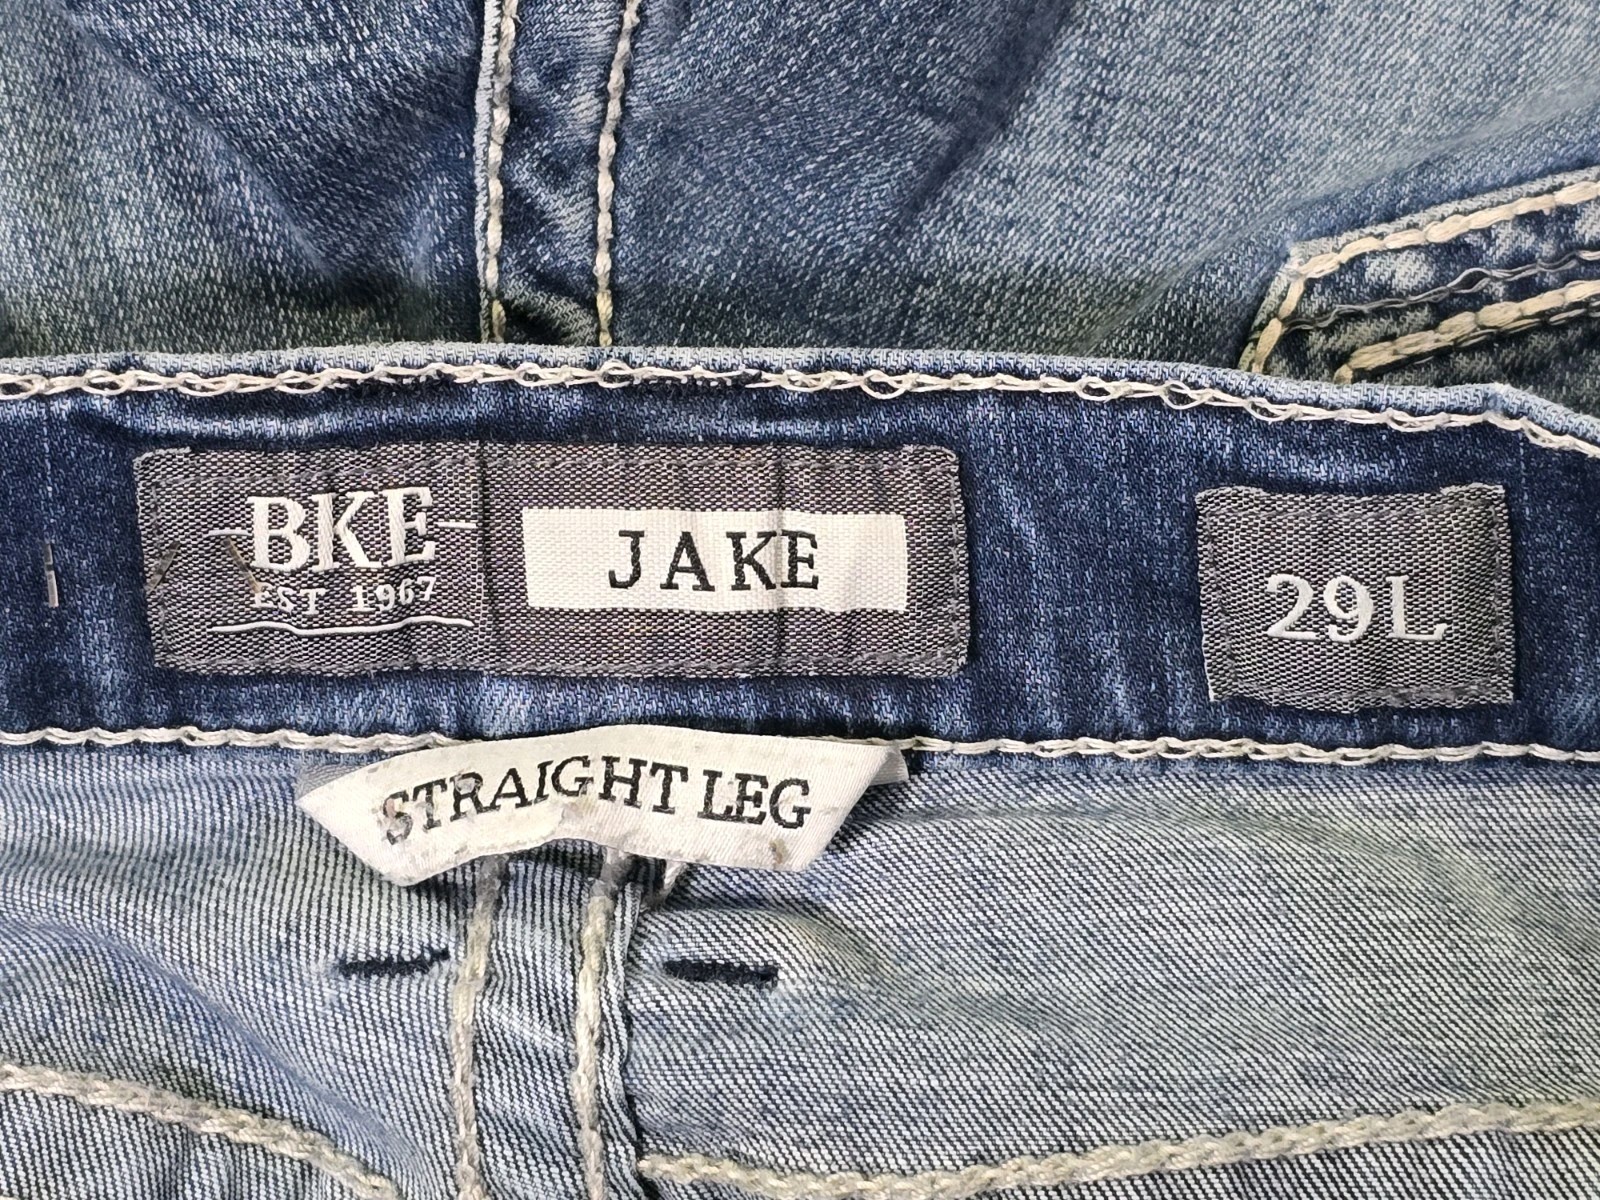 BKE
EST 1967
JAKE
29L
STRAIGHT LEG